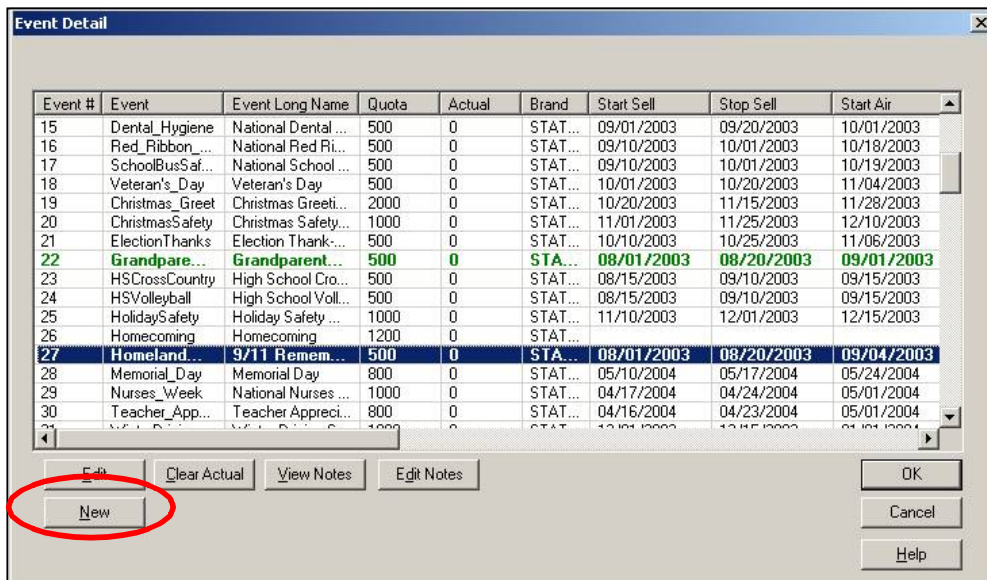 Event Detail
Event # Event Event Long Name Quota Actual Brand Start Sell Stop Sell Start Air
15 Dental_Hygiene National Dental ... 500 0 STAT... 09/01/2003 09/20/2003 10/01/2003
16 Red_Ribbon_... National Red Ri... 500 0 STAT... 09/10/2003 10/01/2003 10/18/2003
17 SchoolBusSaf... National School ... 500 0 STAT... 09/10/2003 10/01/2003 10/19/2003
18 Veteran's_Day Veteran's Day 500 0 STAT... 10/01/2003 10/20/2003 11/04/2003
19 Christmas_Greet Christmas Greeti... 2000 0 STAT... 10/20/2003 11/15/2003 11/28/2003
20 ChristmasSafety Christmas Safety... 1000 0 STAT... 11/01/2003 11/25/2003 12/10/2003
21 ElectionThanks Election Thank-... 500 0 STAT... 10/10/2003 10/25/2003 11/06/2003
22 Grandpare... Grandparent... 500 0 STA... 08/01/2003 08/20/2003 09/01/2003
23 HSCrossCountry High School Cro... 500 0 STAT... 08/15/2003 09/10/2003 09/15/2003
24 HSVolleyball High School Voll... 500 0 STAT... 08/15/2003 09/10/2003 09/15/2003
25 HolidaySafety Holiday Safety ... 1000 0 STAT... 11/10/2003 12/01/2003 12/15/2003
26 Homecoming Homecoming 1200 0 STAT...
27 Homeland... 9/11 Remem... 500 0 STA... 08/01/2003 08/20/2003 09/04/2003
28 Memorial_Day Memorial Day 800 0 STAT... 05/10/2004 05/17/2004 05/24/2004
29 Nurses_Week National Nurses ... 1000 0 STAT... 04/17/2004 04/24/2004 05/01/2004
30 Teacher_App... Teacher Appreci... 800 0 STAT... 04/16/2004 04/23/2004 05/01/2004
Edit Clear Actual View Notes Edit Notes OK
New Cancel
Help